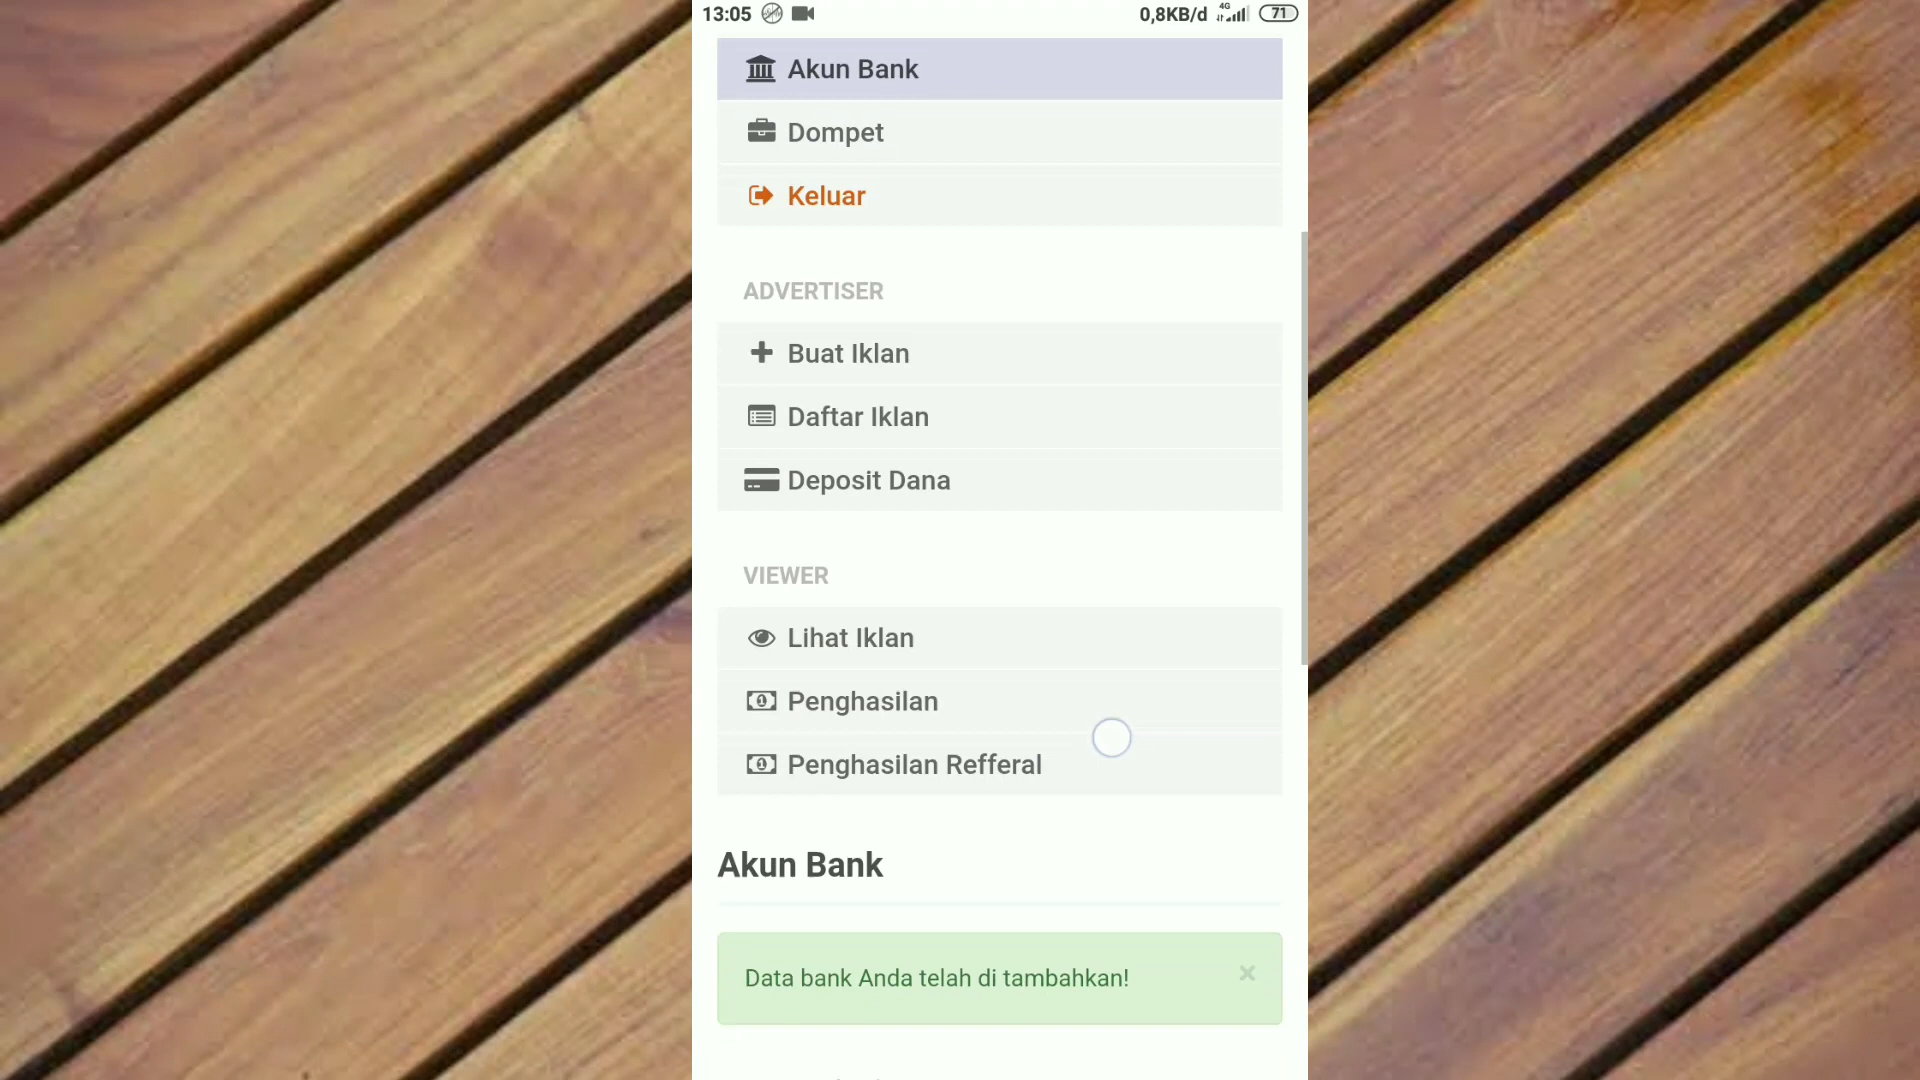 13:05 0,8KB/d 4G 71
Akun Bank
Dompet
Keluar
ADVERTISER
Buat Iklan
Daftar Iklan
Deposit Dana
VIEWER
Lihat Iklan
Penghasilan
Penghasilan Refferal
Akun Bank
Data bank Anda telah di tambahkan! ×